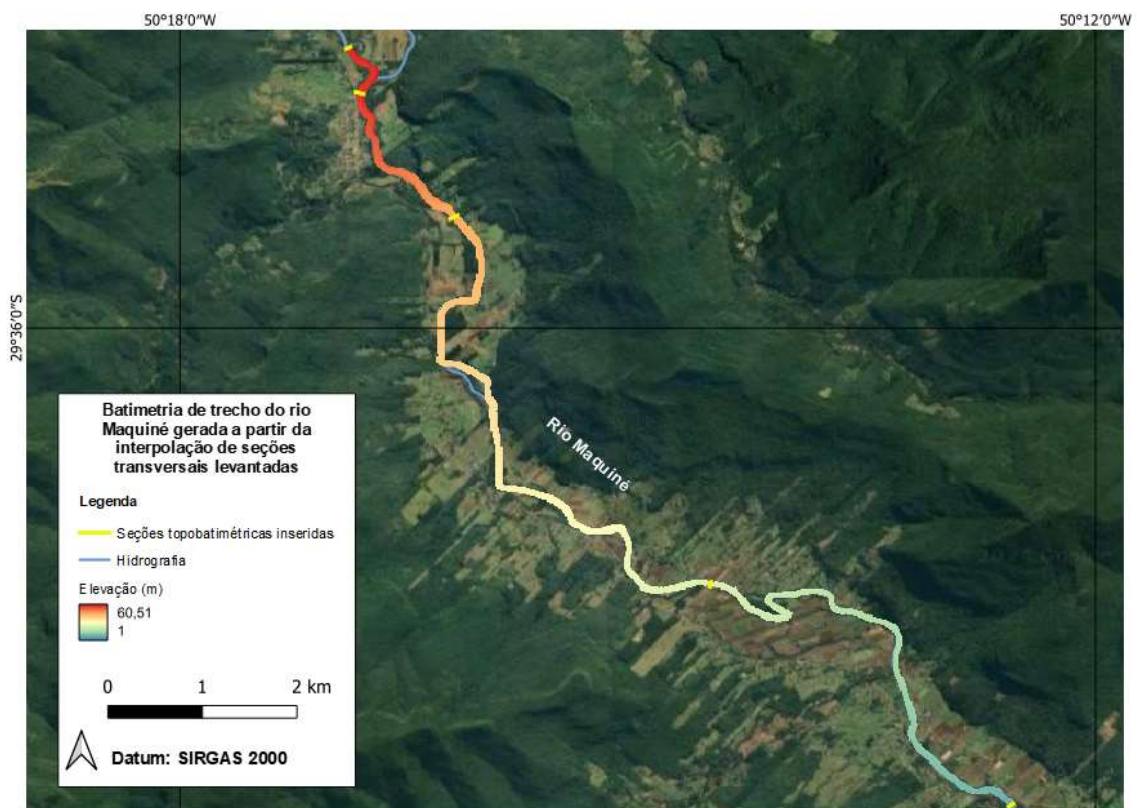 50°18′0″W
50°12′0″W
29°36′0″S
Rio Maquiné
Batimetria de trecho do rio
Maquiné gerada a partir da
interpolação de seções
transversais levantadas
Legenda
Seções topobatimétricas inseridas
Hidrografia
Elevação (m)
60,51
1
0 1 2 km
Datum: SIRGAS 2000